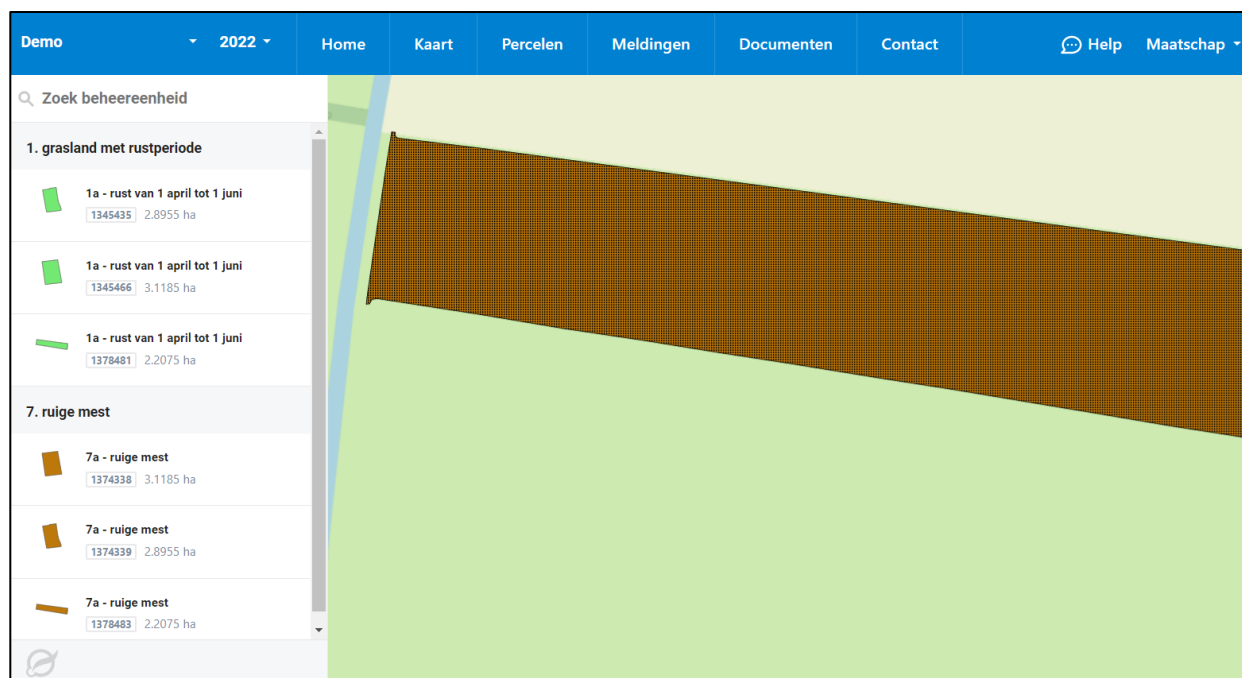 Demo 2022 Home Kaart Percelen Meldingen Documenten Contact Help Maatschap
Zoek beheereenheid
1. grasland met rustperiode
1a - rust van 1 april tot 1 juni
1345435 2.8955 ha
1a - rust van 1 april tot 1 juni
1345466 3.1185 ha
1a - rust van 1 april tot 1 juni
1378481 2.2075 ha
7. ruige mest
7a - ruige mest
1374338 3.1185 ha
7a - ruige mest
1374339 2.8955 ha
7a - ruige mest
1378483 2.2075 ha